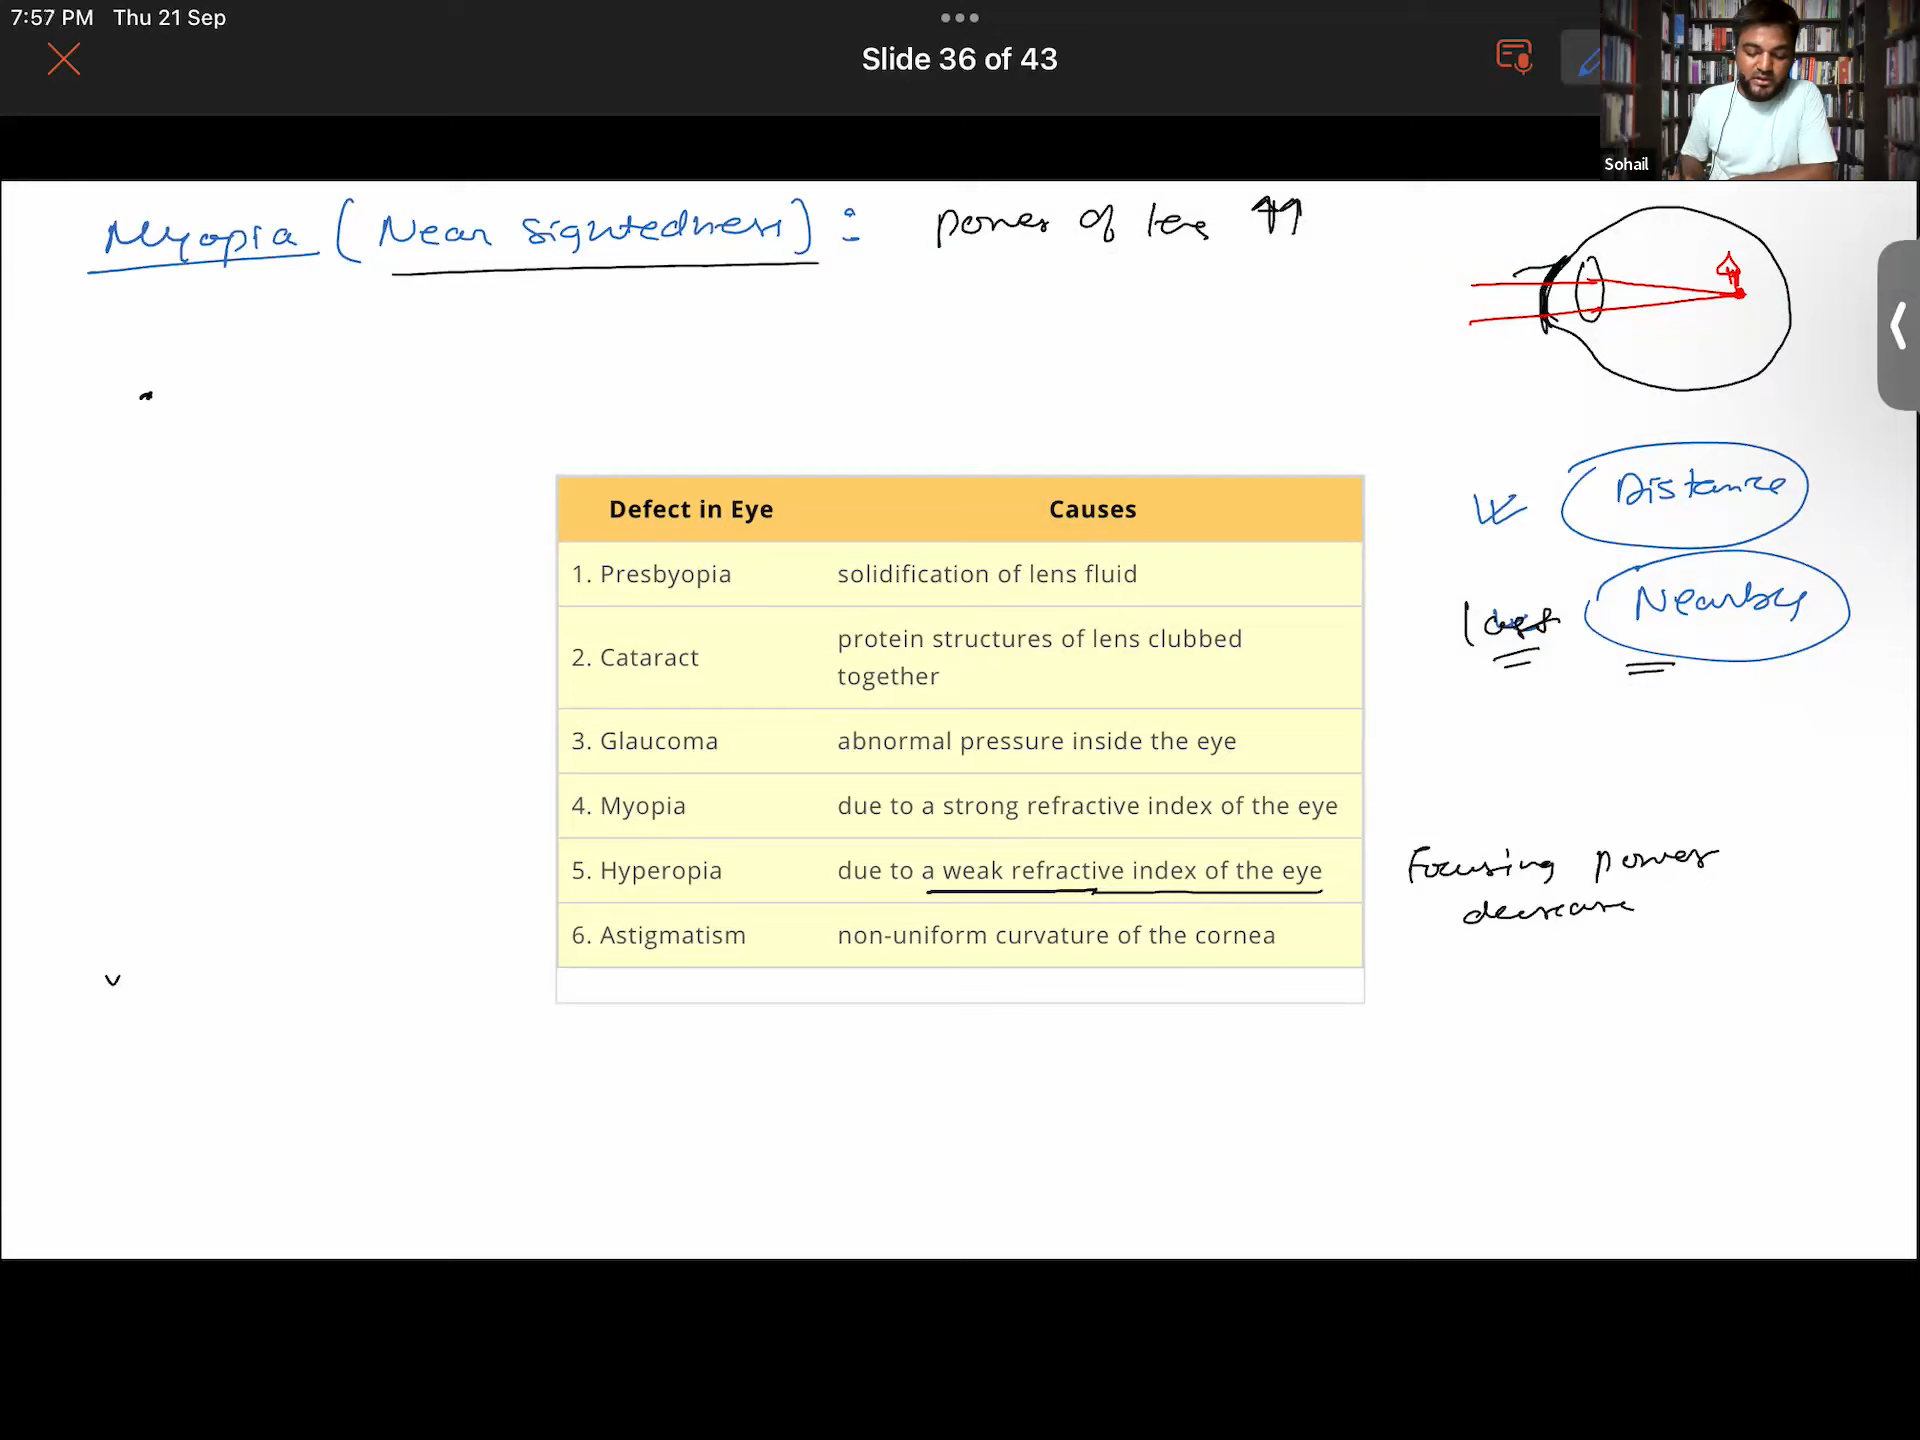 7:57 PM Thu 21 Sep
Slide 36 of 43
Sohail
Myopia (Near sightedness) : power of lens ↑↑
Distance
Nearby
Defect in Eye Causes
1. Presbyopia solidification of lens fluid
2. Cataract protein structures of lens clubbed together
3. Glaucoma abnormal pressure inside the eye
4. Myopia due to a strong refractive index of the eye
5. Hyperopia due to a weak refractive index of the eye
6. Astigmatism non-uniform curvature of the cornea
Focusing power
decrease